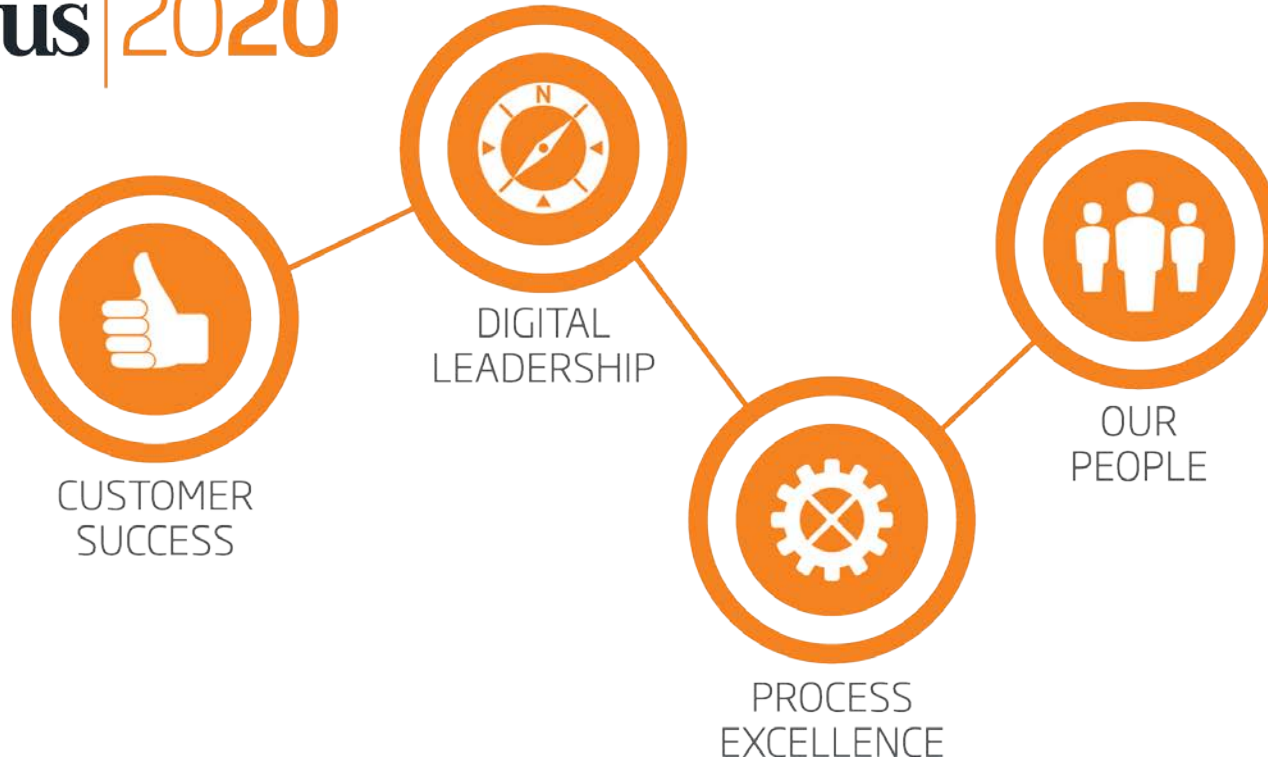 us|2020
N
DIGITAL
LEADERSHIP
OUR
PEOPLE
CUSTOMER
SUCCESS
PROCESS
EXCELLENCE